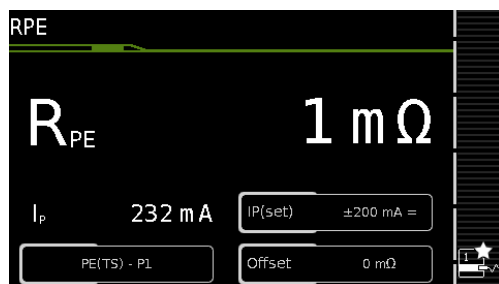 RPE
RPE 1 mΩ
IP 232 mA
IP(set) ±200 mA =
PE(TS) - P1
Offset 0 mΩ
1